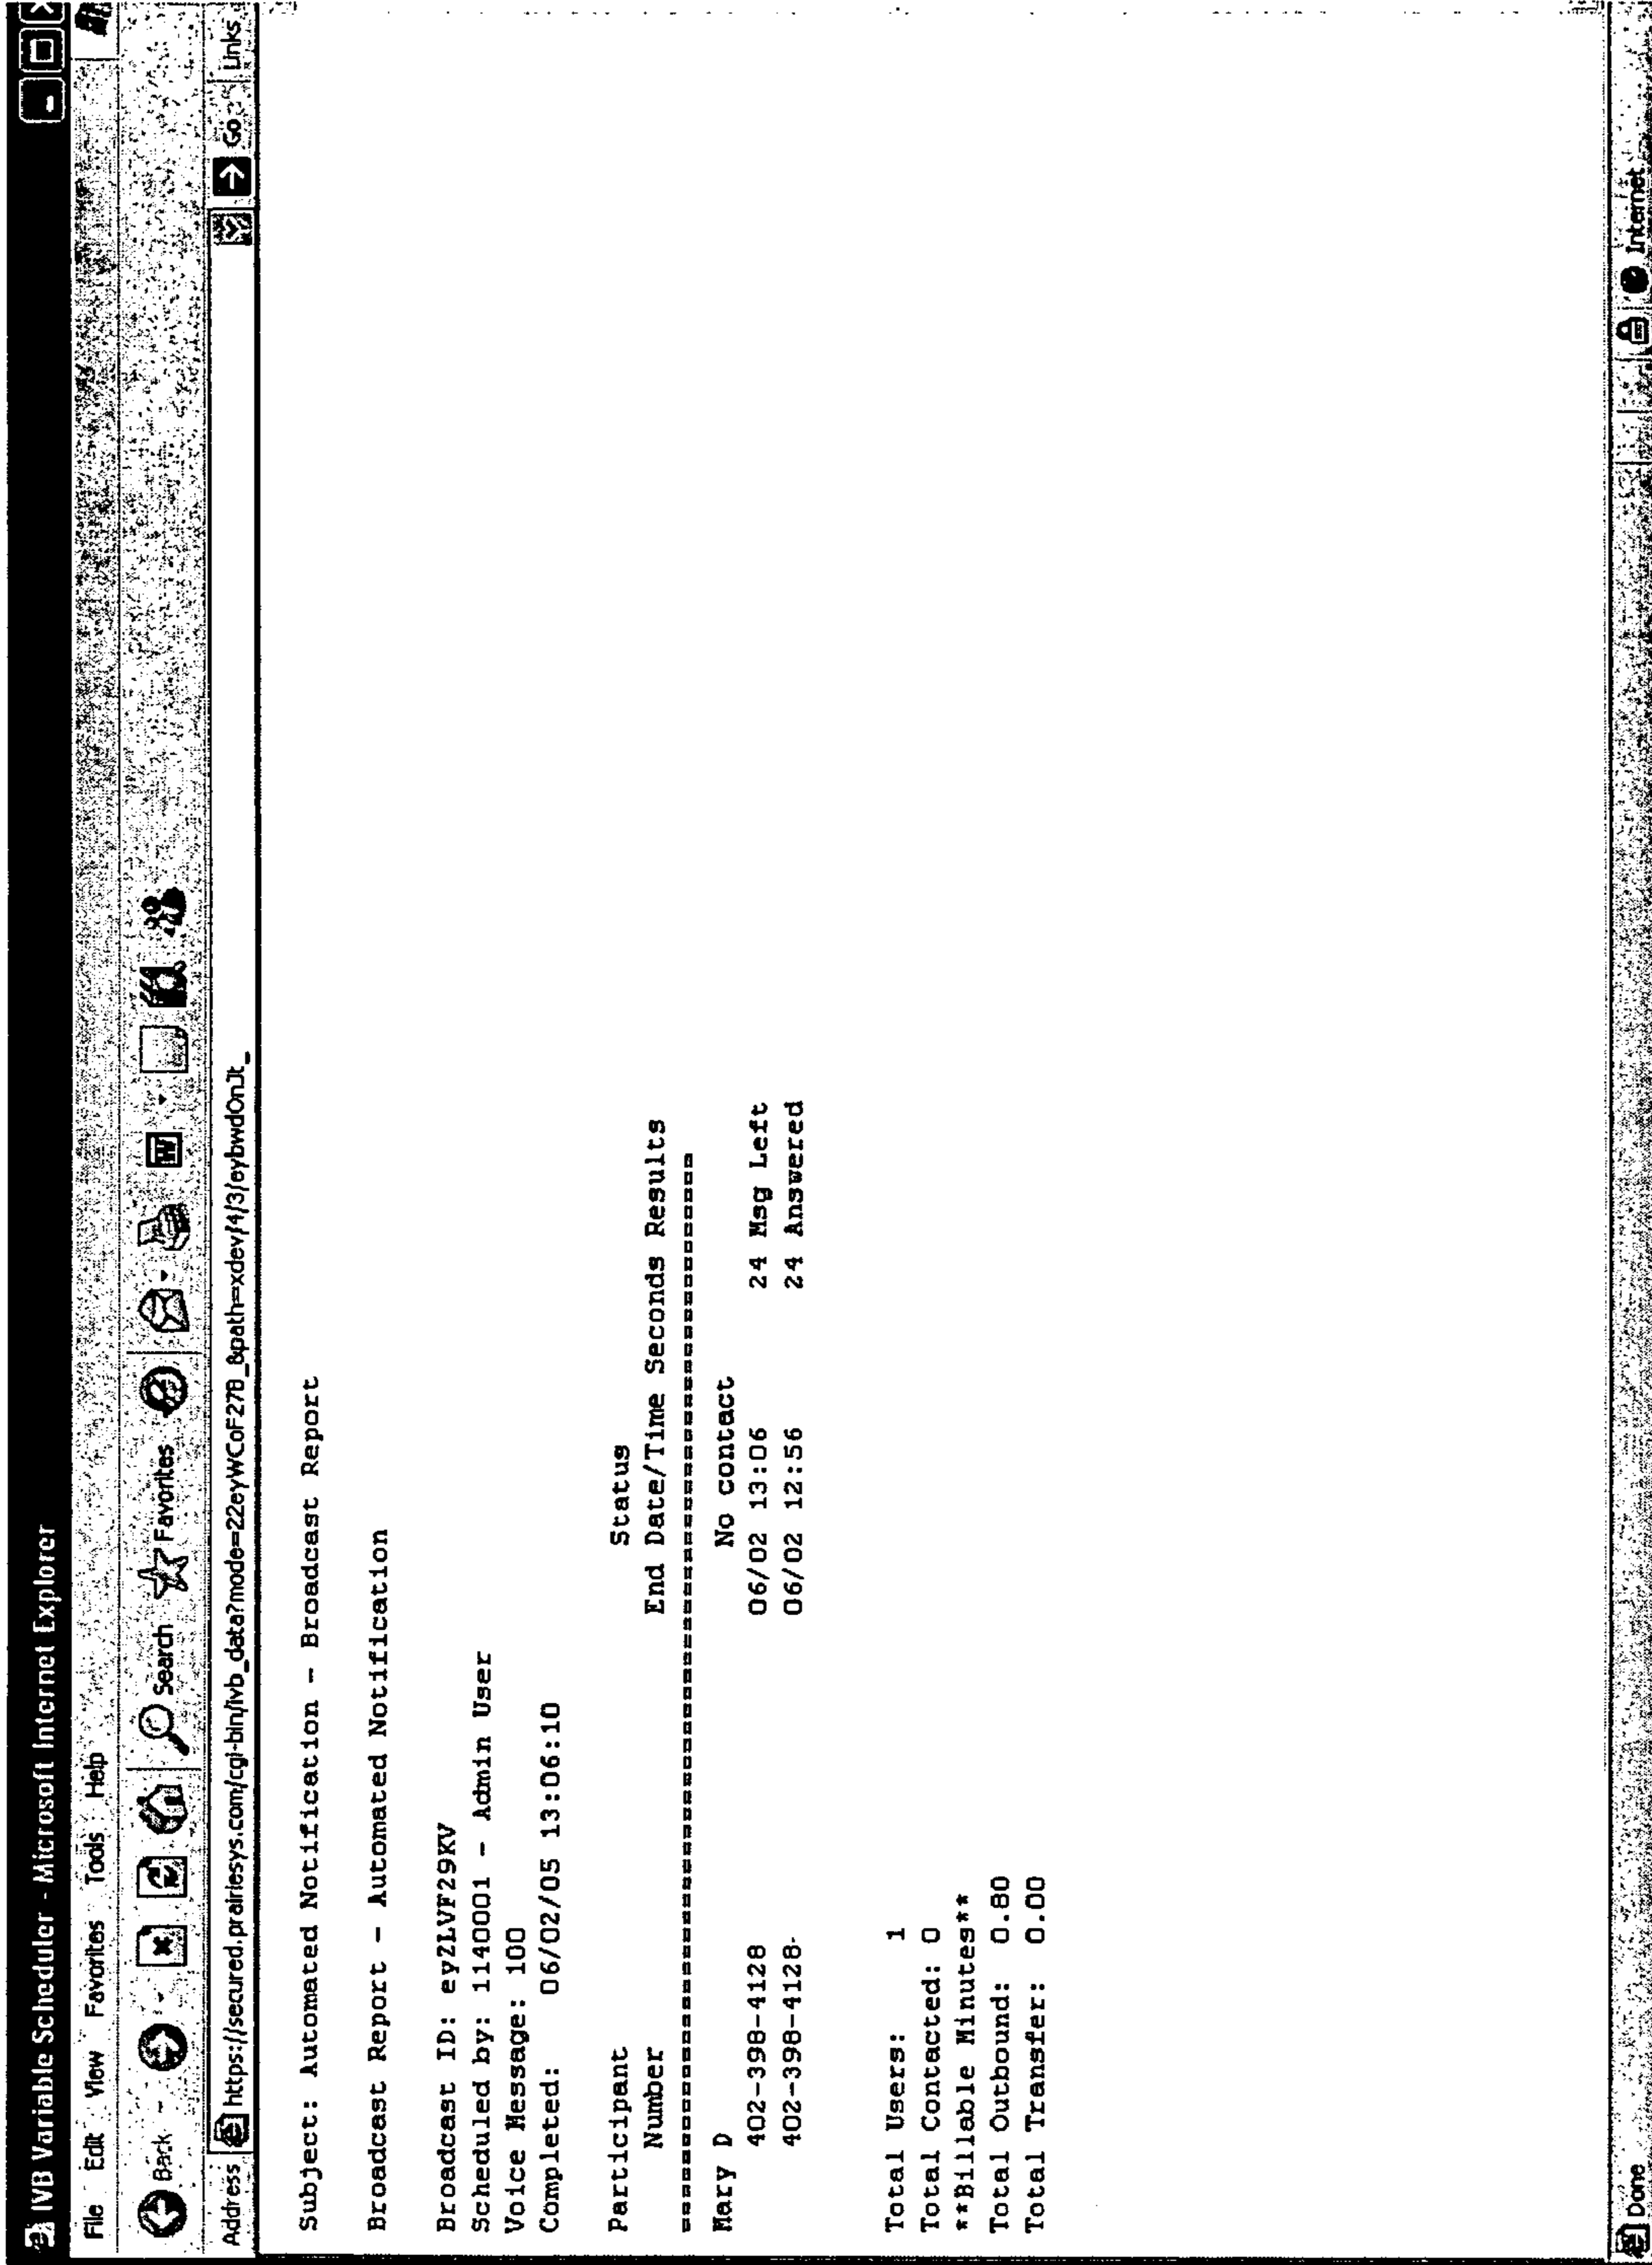 IVB Variable Scheduler - Microsoft Internet Explorer
File Edit View Favorites Tools Help
Back Search Favorites
Address https://secured.prairiesys.com/cgi-bin/ivb_data?mode=22eyWCoF27B_&path=xdev/4/3/eybwdOnJt_ Go Links
Subject: Automated Notification - Broadcast Report
Broadcast Report - Automated Notification
Broadcast ID: eyZLVF29KV
Scheduled by: 1140001 - Admin User
Voice Message: 100
Completed: 06/02/05 13:06:10
Participant Status
Number End Date/Time Seconds Results
Mary D No contact
402-398-4128 06/02 13:06 24 Msg Left
402-398-4128- 06/02 12:56 24 Answered
Total Users: 1
Total Contacted: 0
**Billable Minutes**
Total Outbound: 0.80
Total Transfer: 0.00
Done Internet